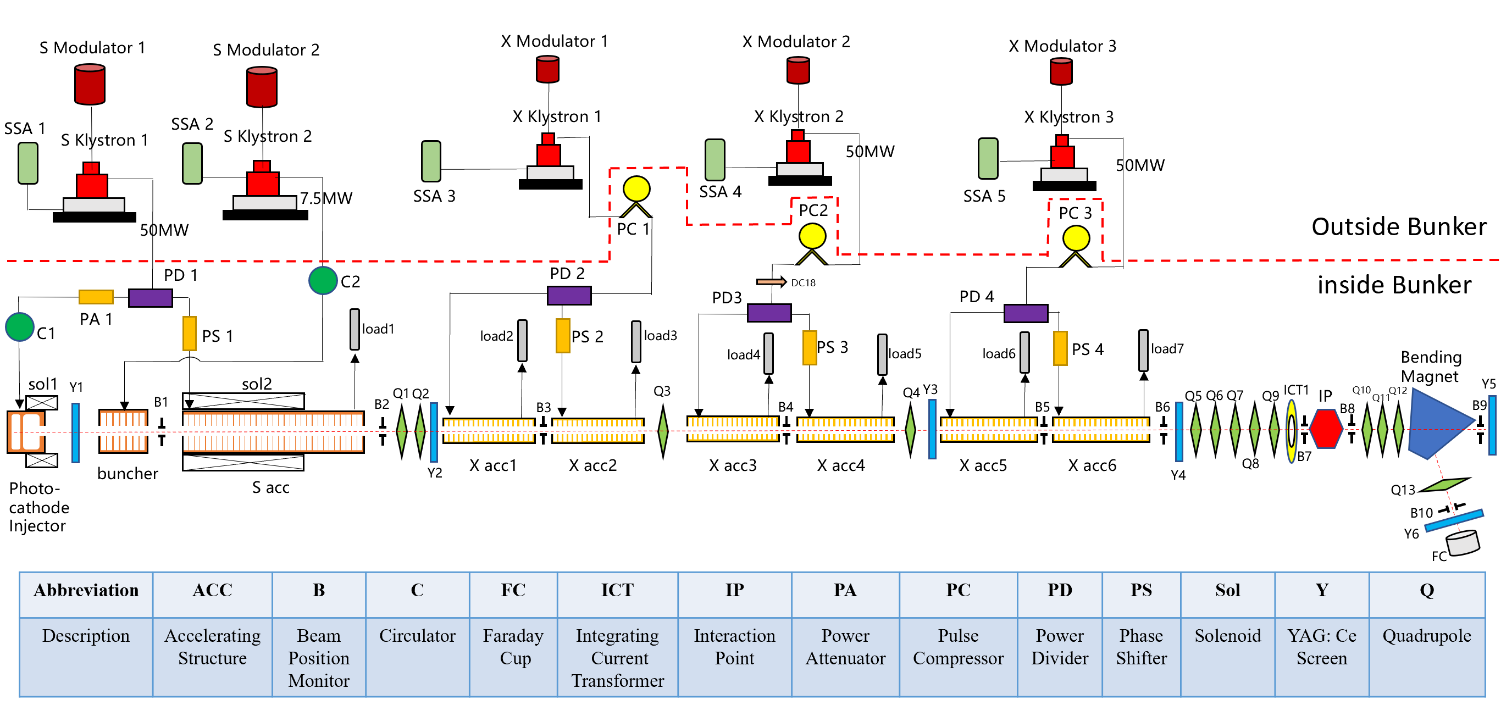 S Modulator 1
S Modulator 2
X Modulator 1
X Modulator 2
X Modulator 3
SSA 1
S Klystron 1
SSA 2
S Klystron 2
X Klystron 1
X Klystron 2
X Klystron 3
50MW
7.5MW
SSA 3
SSA 4
50MW
SSA 5
50MW
PC 1
PC2
PC 3
Outside Bunker
inside Bunker
PD 1
C2
PD 2
DC18
PD3
PD 4
PA 1
C1
PS 1
load1
load2
PS 2
load3
load4
PS 3
load5
load6
PS 4
load7
Bending
Magnet
sol1
Y1
B1
sol2
B2
Q1
Q2
Y2
B3
Q3
B4
Q4
Y3
B5
B6
Y4
Q5
Q6
Q7
Q8
Q9
ICT1
B7
IP
B8
Q10
Q11
Q12
B9
Y5
Photo-
cathode
Injector
buncher
S acc
X acc1
X acc2
X acc3
X acc4
X acc5
X acc6
Q13
B10
Y6
FC
Abbreviation ACC B C FC ICT IP PA PC PD PS Sol Y Q
Description Accelerating Beam Circulator Faraday Integrating Interaction Power Pulse Power Phase Solenoid YAG: Ce Quadrupole
Structure Position Cup Current Point Attenuator Compressor Divider Shifter Screen
Monitor Transformer